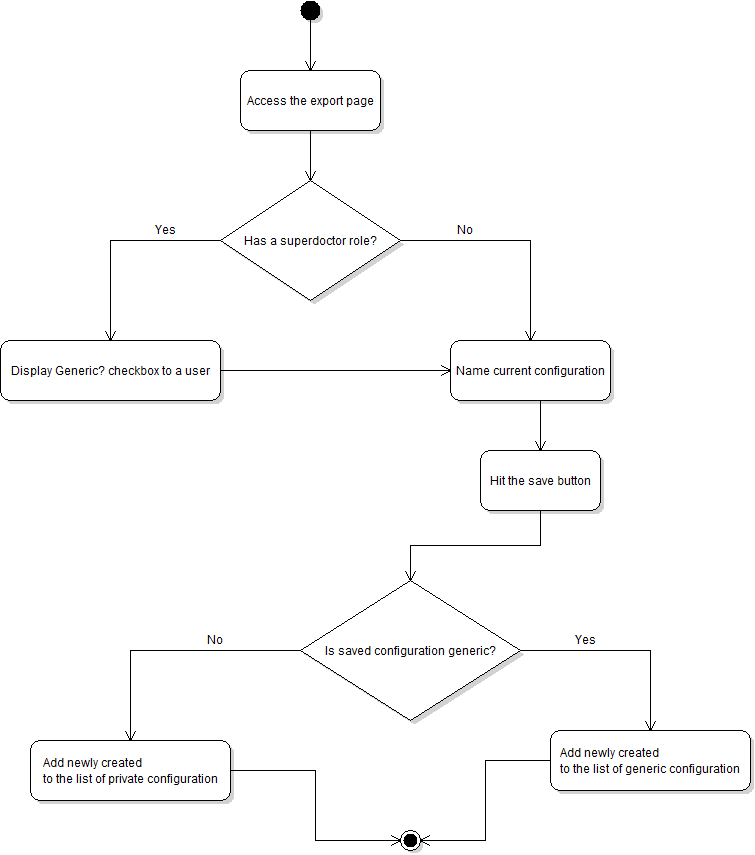 Access the export page
Has a superdoctor role?
Yes
No
Display Generic? checkbox to a user
Name current configuration
Hit the save button
Is saved configuration generic?
No
Yes
Add newly created
to the list of private configuration
Add newly created
to the list of generic configuration